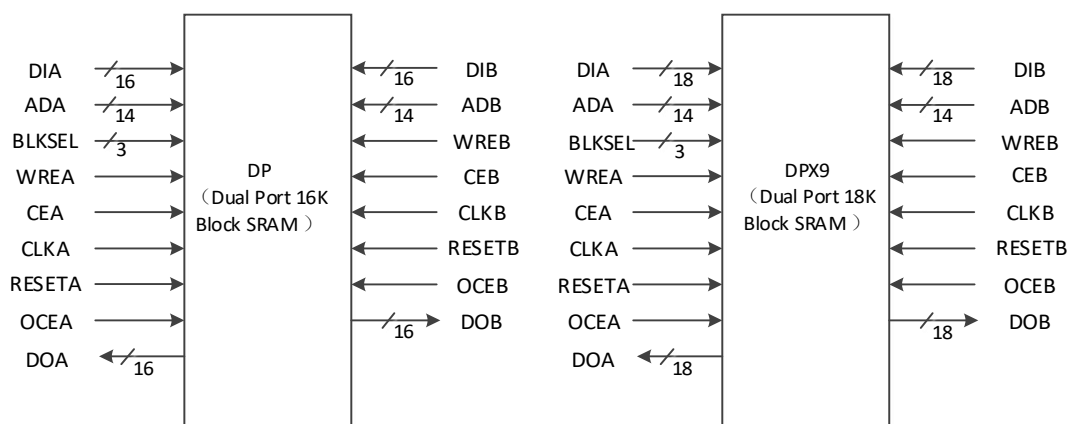 DIA
16
ADA
14
BLKSEL
3
WREA
CEA
CLKA
RESETA
OCEA
DOA
16
DP
（Dual Port 16K
Block SRAM ）
16
DIB
14
ADB
WREB
CEB
CLKB
RESETB
OCEB
16
DOB
DIA
18
ADA
14
BLKSEL
3
WREA
CEA
CLKA
RESETA
OCEA
DOA
18
DPX9
（Dual Port 18K
Block SRAM ）
18
DIB
14
ADB
WREB
CEB
CLKB
RESETB
OCEB
18
DOB